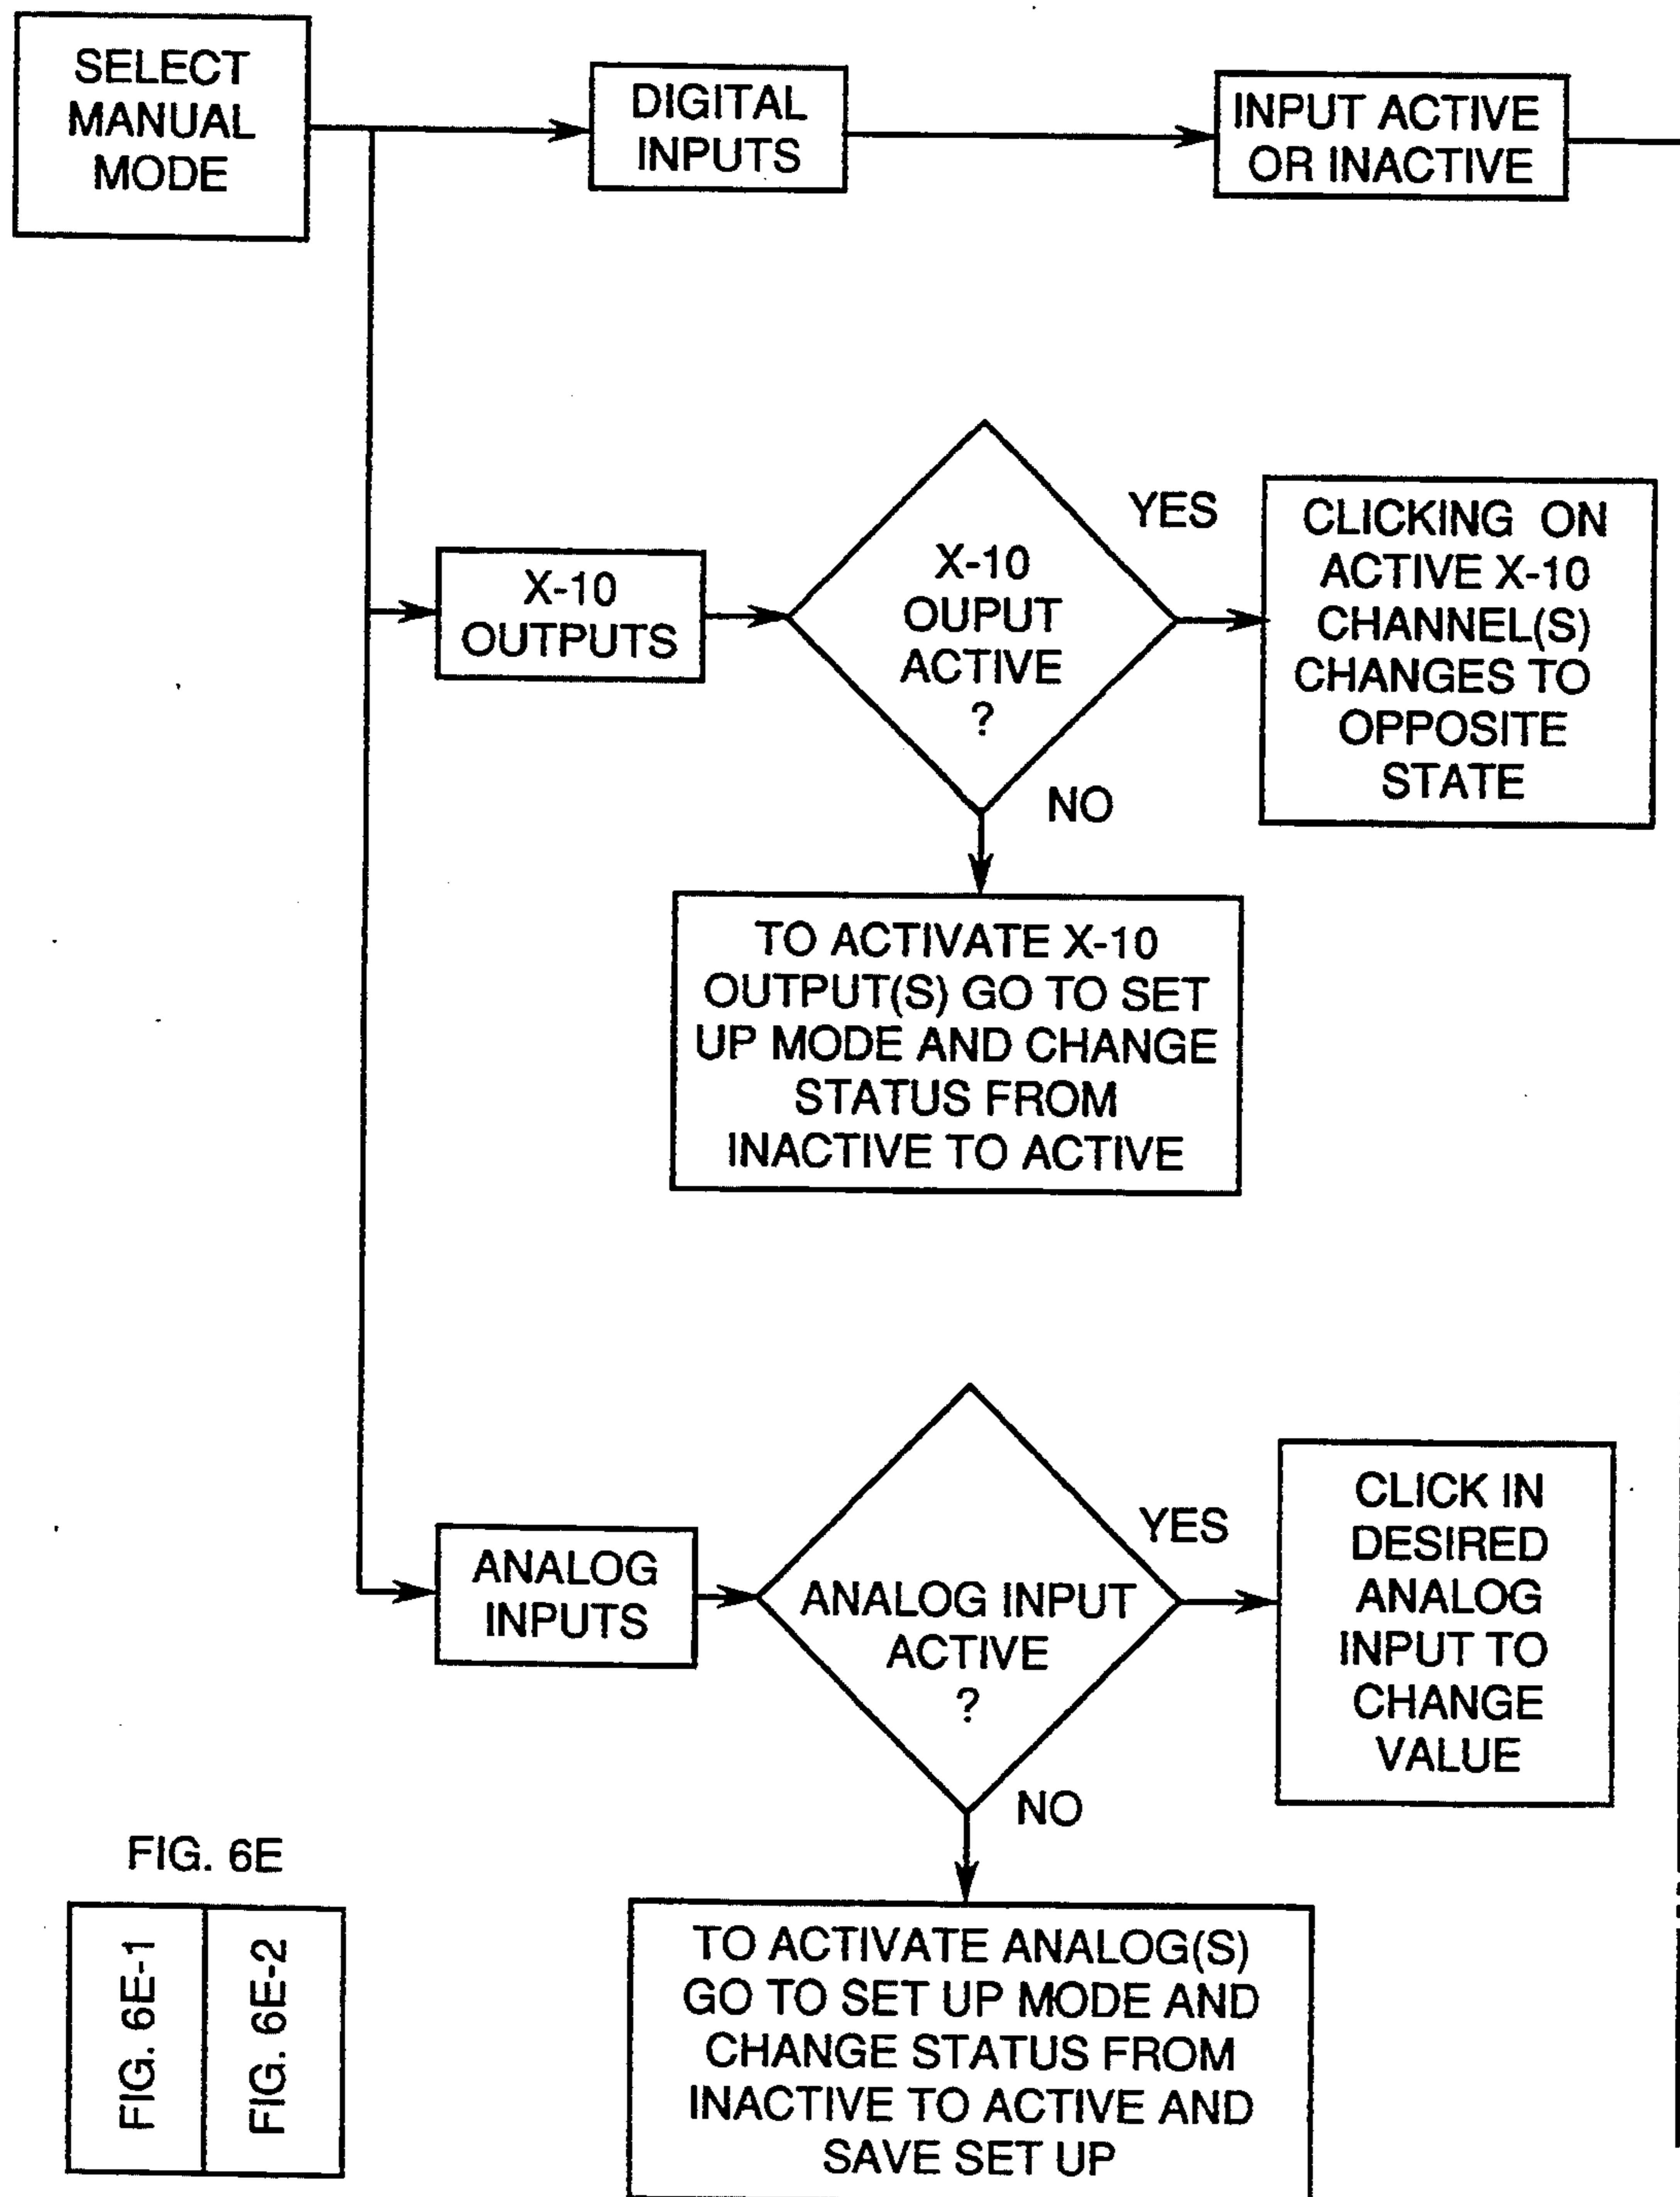 SELECT
MANUAL
MODE
DIGITAL
INPUTS
INPUT ACTIVE
OR INACTIVE
X-10
OUTPUTS
X-10
OUPUT
ACTIVE
?
YES
CLICKING ON
ACTIVE X-10
CHANNEL(S)
CHANGES TO
OPPOSITE
STATE
NO
TO ACTIVATE X-10
OUTPUT(S) GO TO SET
UP MODE AND CHANGE
STATUS FROM
INACTIVE TO ACTIVE
ANALOG
INPUTS
ANALOG INPUT
ACTIVE
?
YES
CLICK IN
DESIRED
ANALOG
INPUT TO
CHANGE
VALUE
NO
TO ACTIVATE ANALOG(S)
GO TO SET UP MODE AND
CHANGE STATUS FROM
INACTIVE TO ACTIVE AND
SAVE SET UP
FIG. 6E
FIG. 6E-1
FIG. 6E-2